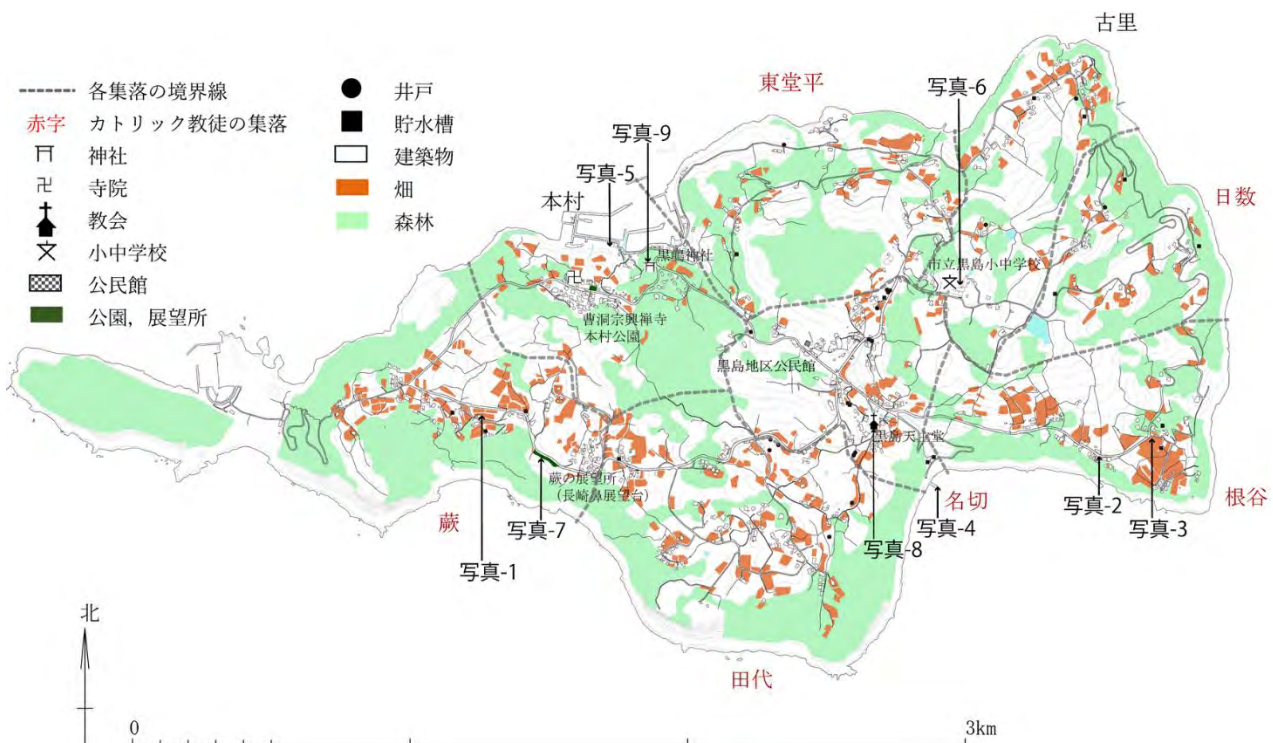 各集落の境界線
赤字 カトリック教徒の集落
神社
寺院
教会
小中学校
公民館
公園，展望所
井戸
貯水槽
建築物
畑
森林
古里
東堂平
写真-6
写真-9
写真-5
本村
日数
黒島神社
市立黒島小中学校
曹洞宗興禅寺
本村公園
黒島地区公民館
黒島天主堂
蕨の展望所
(長崎鼻展望台)
蕨
写真-7
写真-1
名切
写真-4
写真-8
写真-2
写真-3
根谷
田代
北
0
3km